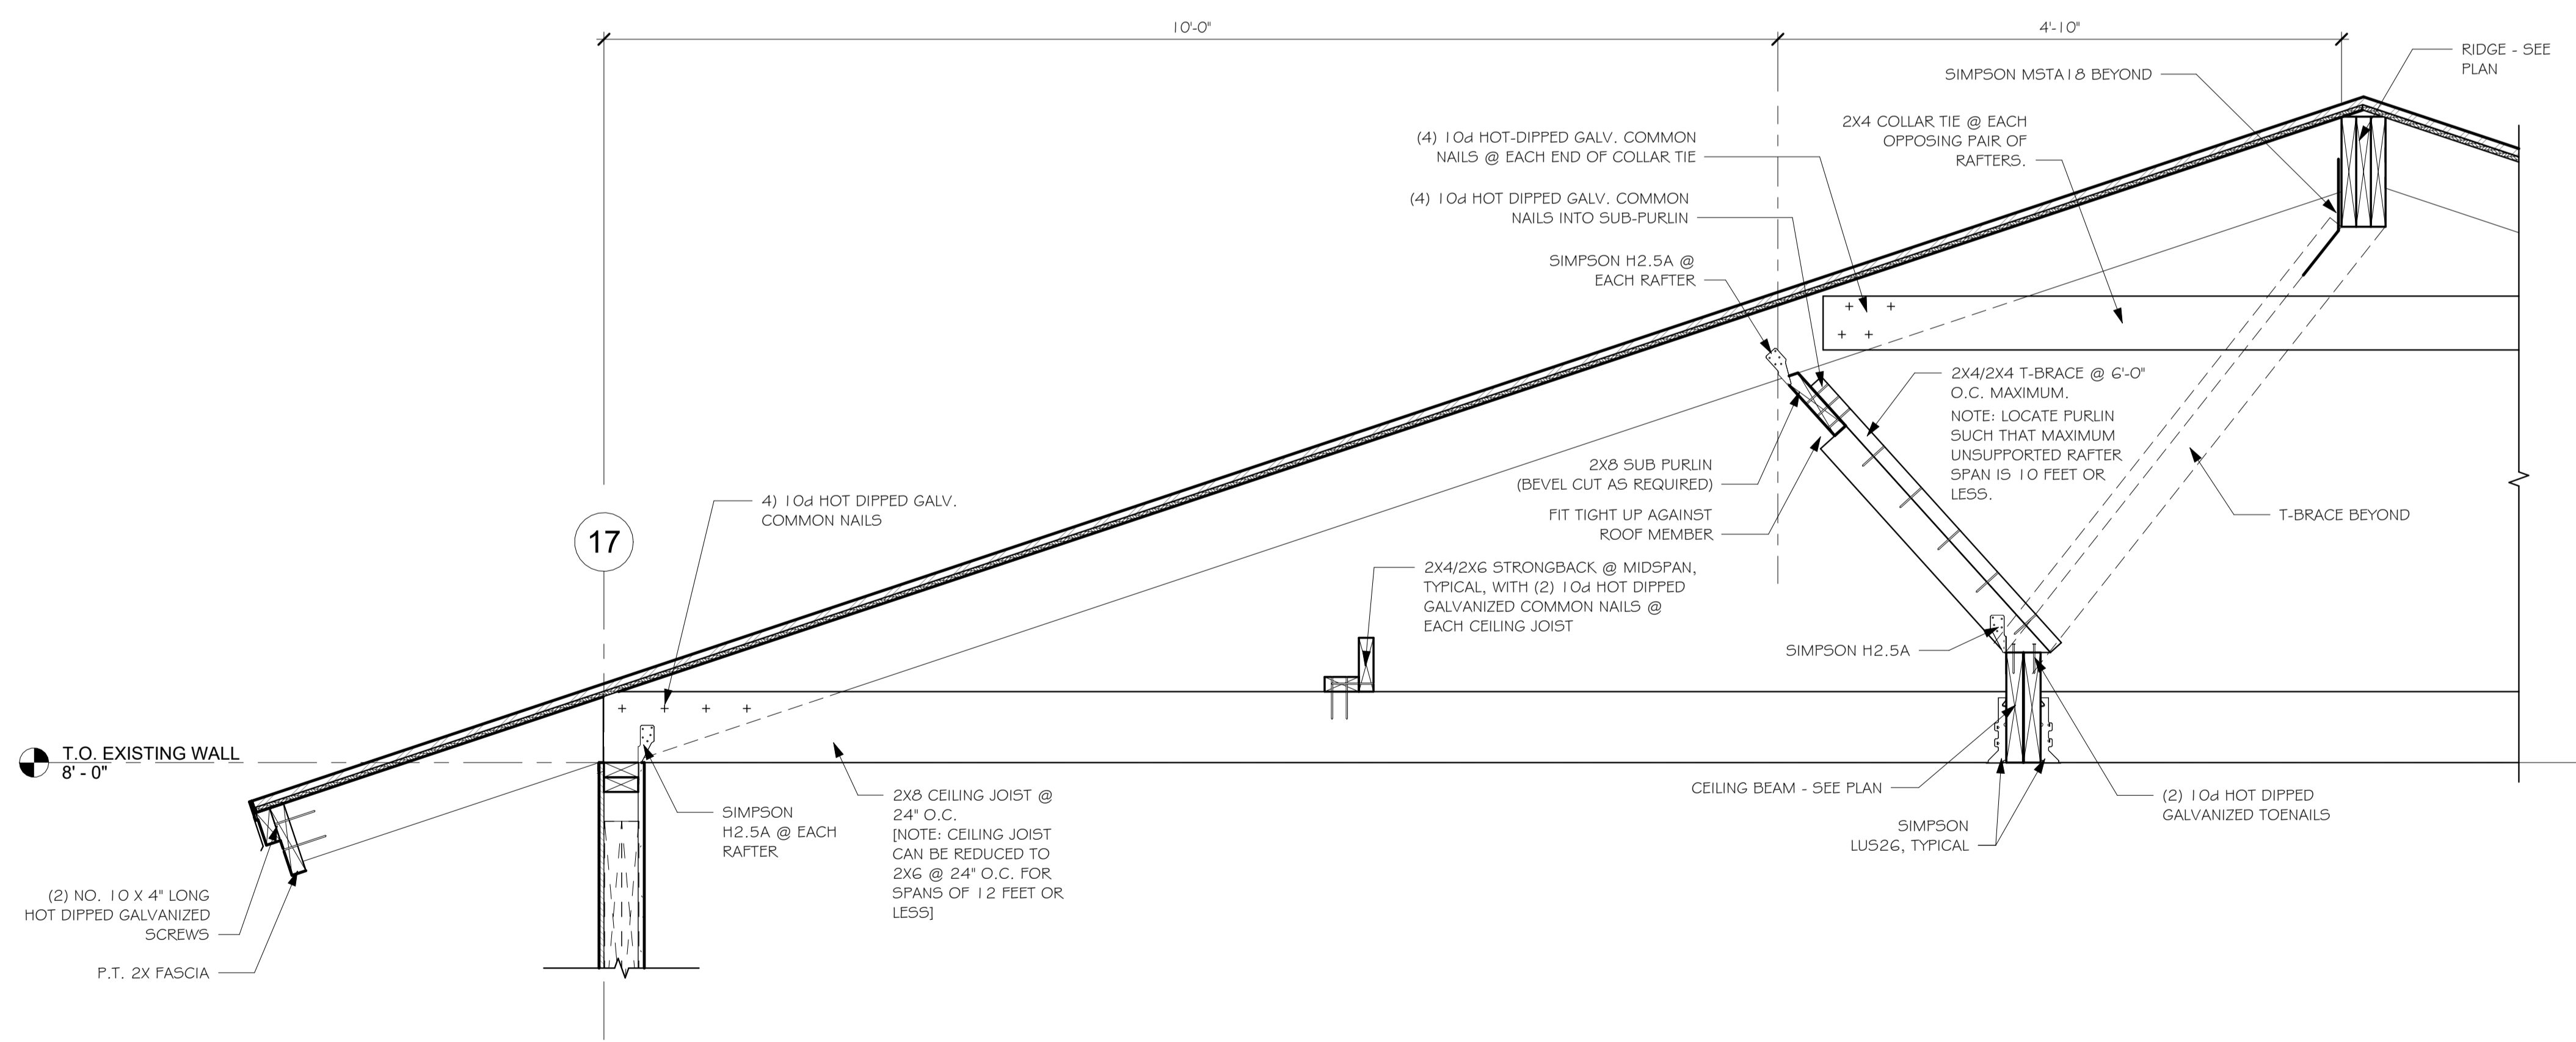 10'-0"
4'-10"
RIDGE - SEE
PLAN
SIMPSON MSTA18 BEYOND
2X4 COLLAR TIE @ EACH
OPPOSING PAIR OF
RAFTERS.
(4) 10d HOT-DIPPED GALV. COMMON
NAILS @ EACH END OF COLLAR TIE
(4) 10d HOT DIPPED GALV. COMMON
NAILS INTO SUB-PURLIN
SIMPSON H2.5A @
EACH RAFTER
2X4/2X4 T-BRACE @ 6'-0"
O.C. MAXIMUM.
NOTE: LOCATE PURLIN
SUCH THAT MAXIMUM
UNSUPPORTED RAFTER
SPAN IS 10 FEET OR
LESS.
2X8 SUB PURLIN
(BEVEL CUT AS REQUIRED)
FIT TIGHT UP AGAINST
ROOF MEMBER
T-BRACE BEYOND
4) 10d HOT DIPPED GALV.
COMMON NAILS
17
2X4/2X6 STRONGBACK @ MIDSPAN,
TYPICAL, WITH (2) 10d HOT DIPPED
GALVANIZED COMMON NAILS @
EACH CEILING JOIST
SIMPSON H2.5A
T.O. EXISTING WALL
8' - 0"
CEILING BEAM - SEE PLAN
(2) 10d HOT DIPPED
GALVANIZED TOENAILS
SIMPSON
LUS26, TYPICAL
SIMPSON
H2.5A @ EACH
RAFTER
2X8 CEILING JOIST @
24" O.C.
[NOTE: CEILING JOIST
CAN BE REDUCED TO
2X6 @ 24" O.C. FOR
SPANS OF 12 FEET OR
LESS]
(2) NO. 10 X 4" LONG
HOT DIPPED GALVANIZED
SCREWS
P.T. 2X FASCIA